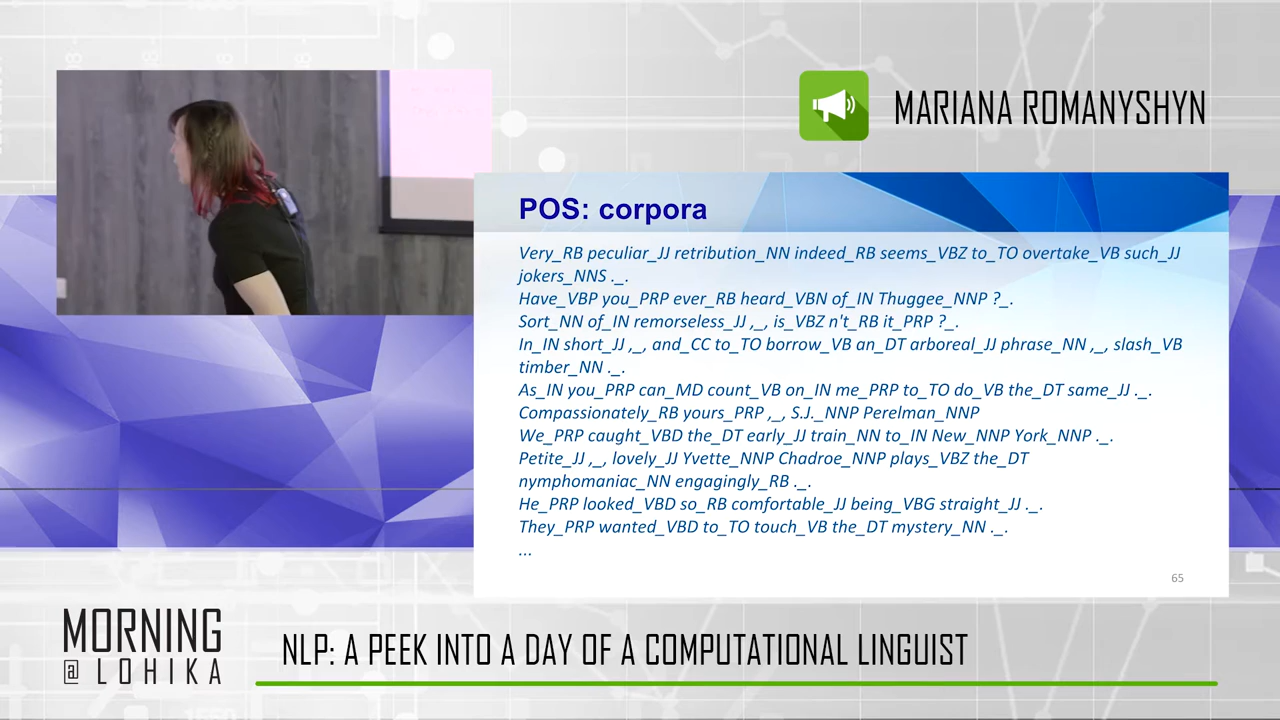 MARIANA ROMANYSHYN
POS: corpora
Very_RB peculiar_JJ retribution_NN indeed_RB seems_VBZ to_TO overtake_VB such_JJ
jokers_NNS ._.
Have_VBP you_PRP ever_RB heard_VBN of_IN Thuggee_NNP ?_.
Sort_NN of_IN remorseless_JJ ,_, is_VBZ n't_RB it_PRP ?_.
In_IN short_JJ ,_, and_CC to_TO borrow_VB an_DT arboreal_JJ phrase_NN ,_, slash_VB
timber_NN ._.
As_IN you_PRP can_MD count_VB on_IN me_PRP to_TO do_VB the_DT same_JJ ._.
Compassionately_RB yours_PRP ,_, S.J._NNP Perelman_NNP
We_PRP caught_VBD the_DT early_JJ train_NN to_IN New_NNP York_NNP ._.
Petite_JJ ,_, lovely_JJ Yvette_NNP Chadroe_NNP plays_VBZ the_DT
nymphomaniac_NN engagingly_RB ._.
He_PRP looked_VBD so_RB comfortable_JJ being_VBG straight_JJ ._.
They_PRP wanted_VBD to_TO touch_VB the_DT mystery_NN ._.
...
65
MORNING
@ LOHIKA
NLP: A PEEK INTO A DAY OF A COMPUTATIONAL LINGUIST